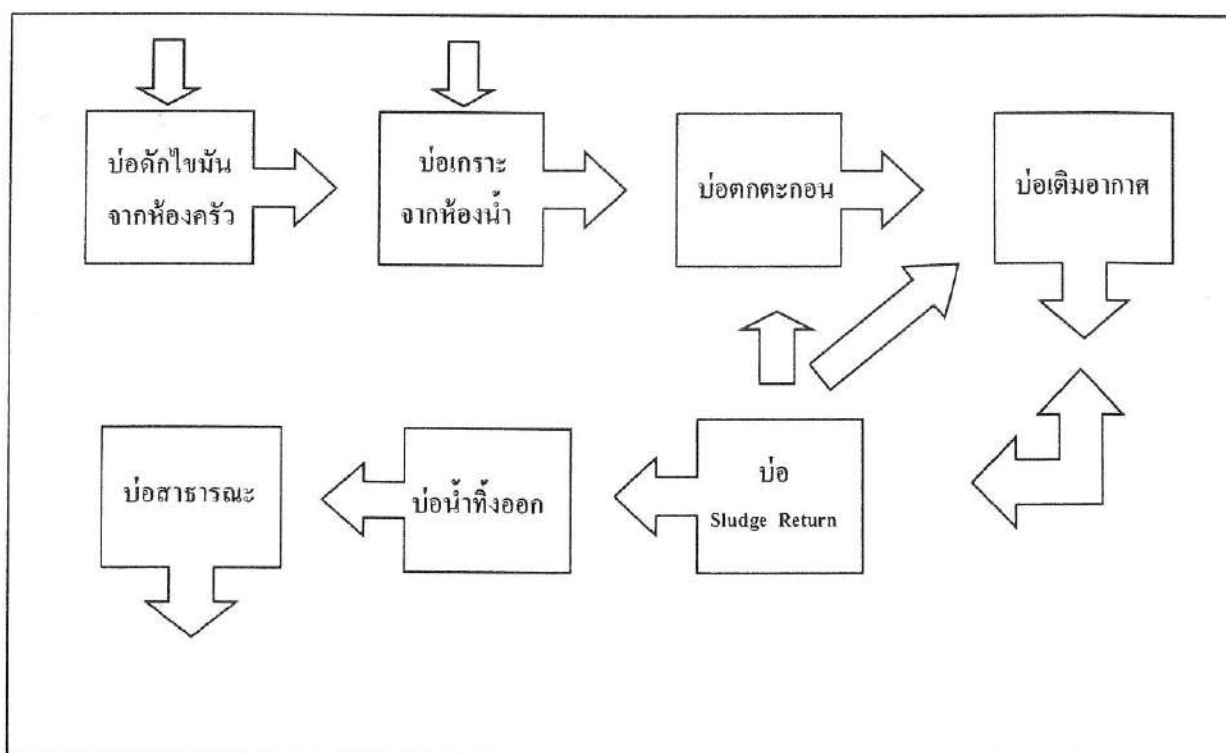 บ่อดักไขมัน
จากห้องครัว
บ่อเกราะ
จากห้องน้ำ
บ่อตกตะกอน
บ่อเติมอากาศ
บ่อสาธารณะ
บ่อน้ำทิ้งออก
บ่อ
Sludge Return